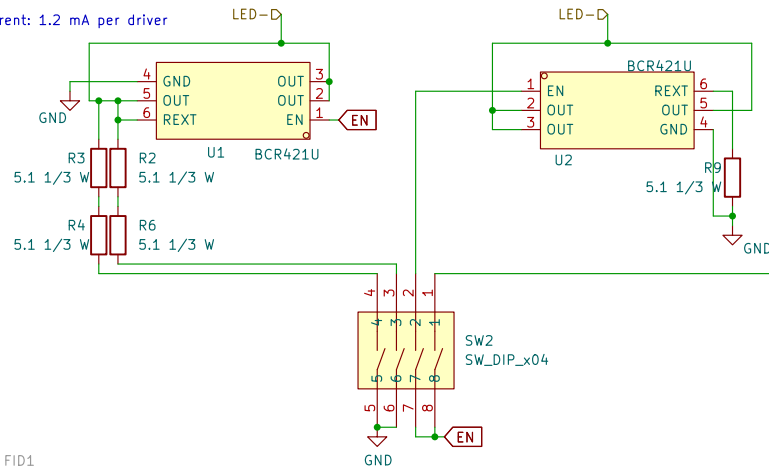 rent: 1.2 mA per driver
LED-
LED-
4 GND OUT 3
5 OUT OUT 2
6 REXT EN 1
GND
EN
U1
BCR421U
BCR421U
1 EN REXT 6
2 OUT OUT 5
3 OUT GND 4
U2
R3
5.1 1/3 W
R2
5.1 1/3 W
R9
5.1 1/3 W
R4
5.1 1/3 W
R6
5.1 1/3 W
GND
4 3 2 1
4 3 2 1
SW2
SW_DIP_x04
5 6 7 8
5 6 7 8
EN
GND
FID1